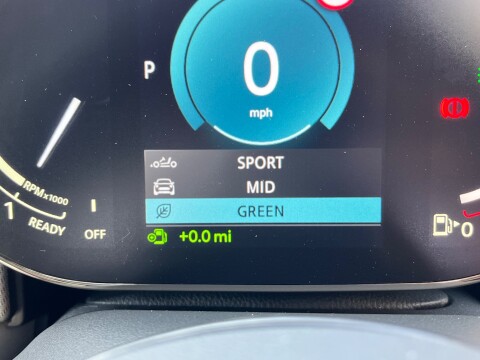 P
0
mph
SPORT
MID
GREEN
+0.0 mi
RPMx1000
1
READY
OFF
0